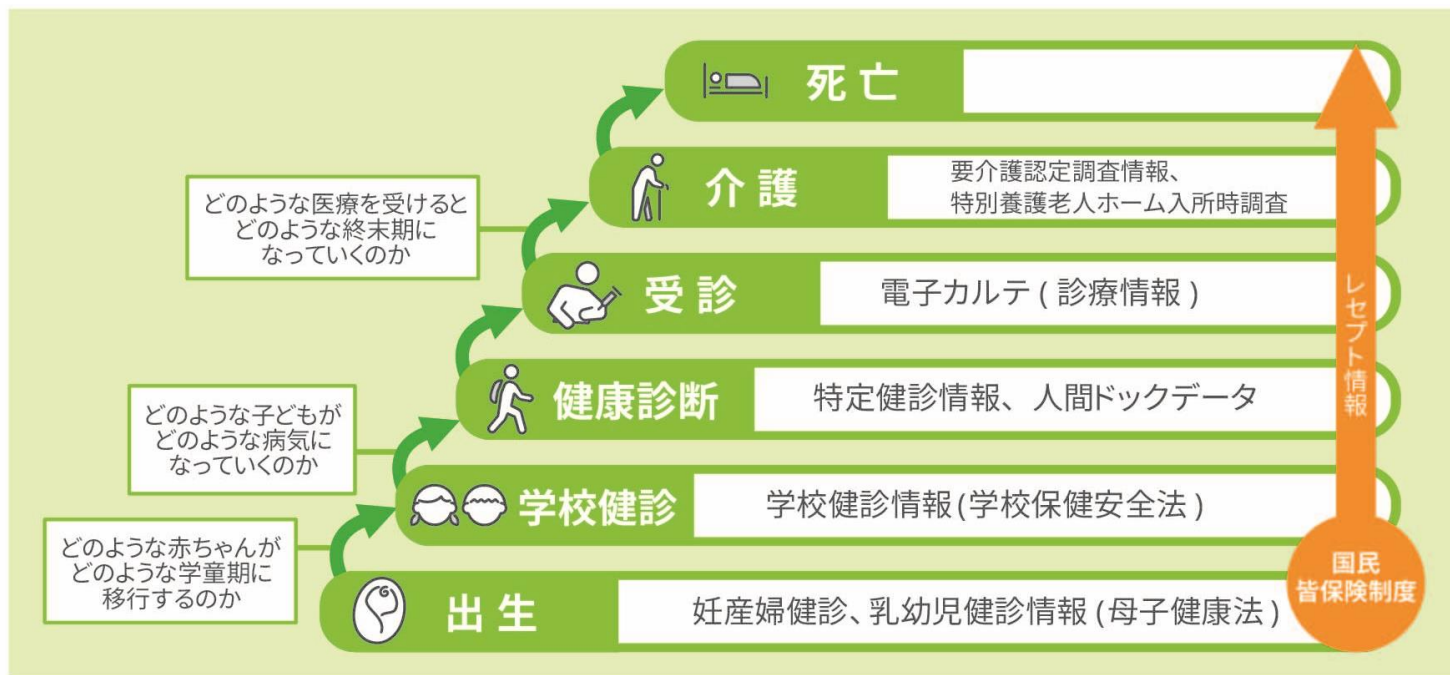 死亡
介護
要介護認定調査情報、
特別養護老人ホーム入所時調査
どのような医療を受けると
どのような終末期に
なっていくのか
受診
電子カルテ ( 診療情報 )
健康診断
特定健診情報、人間ドックデータ
どのような子どもが
どのような病気に
なっていくのか
学校健診
学校健診情報 (学校保健安全法 )
どのような赤ちゃんが
どのような学童期に
移行するのか
出生
妊産婦健診、乳幼児健診情報 (母子健康法 )
レセプト情報
国民
皆保険制度